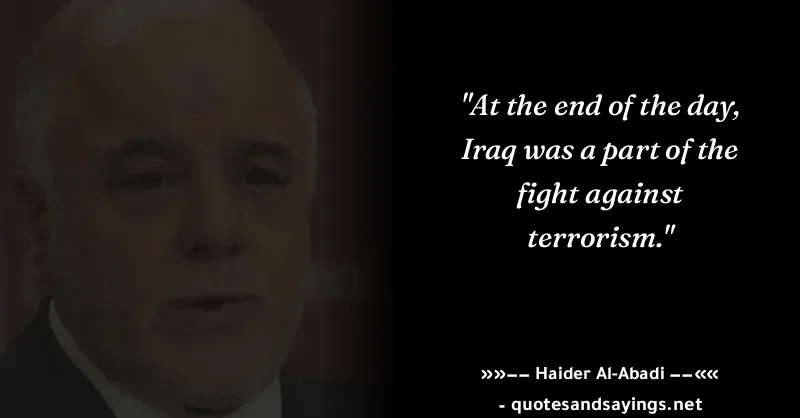 "At the end of the day,
Iraq was a part of the
fight against
terrorism."
»»−− Haider Al-Abadi −−««
- quotesandsayings.net